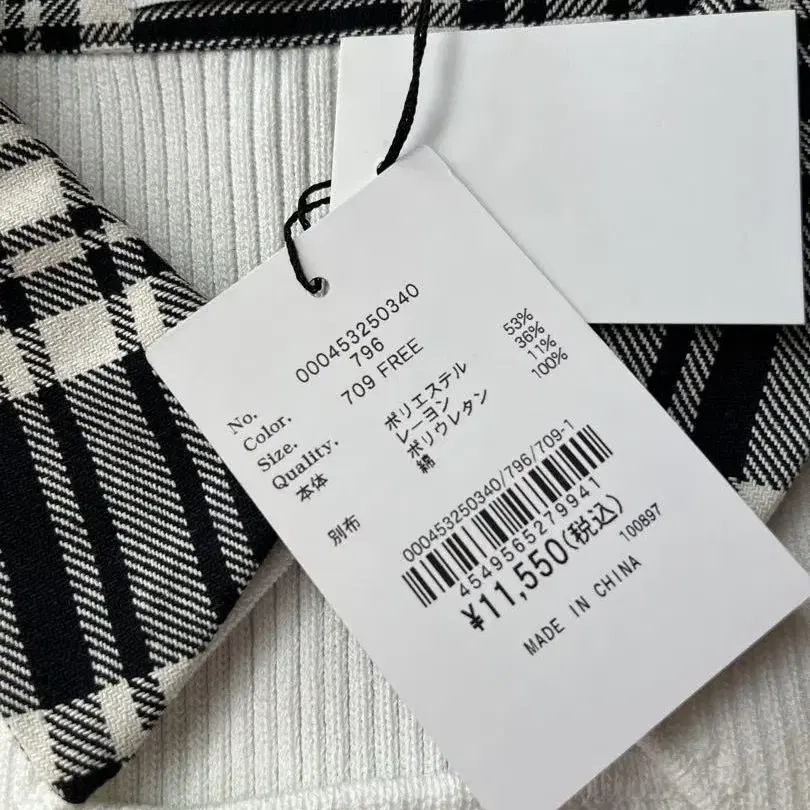 No. 000453250340
Color. 796
Size. 709 FREE
Quality.
本体 ポリエステル 53%
レーヨン 36%
ポリウレタン 11%
別布 綿 100%
000453250340/796/709-1
4549565279941
¥11,550(税込)
100897
MADE IN CHINA